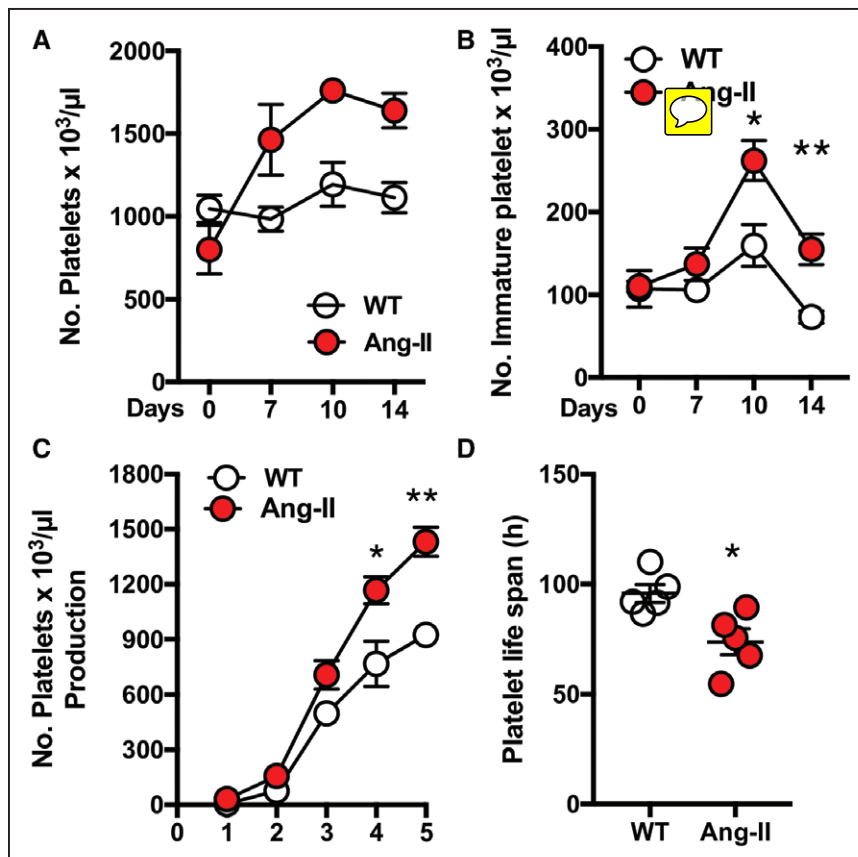 A
No. Platelets x 10³/µl
2000
1500
1000
500
0
WT
Ang-II
Days 0 7 10 14
B
No. Immature platelet x 10³/µl
400
300
200
100
0
WT
Ang-II
*
**
Days 0 7 10 14
C
No. Platelets x 10³/µl
Production
1800
1500
1200
900
600
300
0
WT
Ang-II
*
**
0 1 2 3 4 5
D
Platelet life span (h)
150
100
50
0
*
WT Ang-II